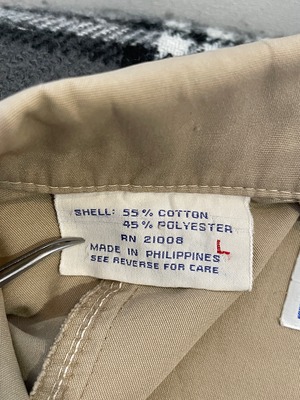 SHELL: 55% COTTON
45% POLYESTER
RN 21008
MADE IN PHILIPPINES L
SEE REVERSE FOR CARE